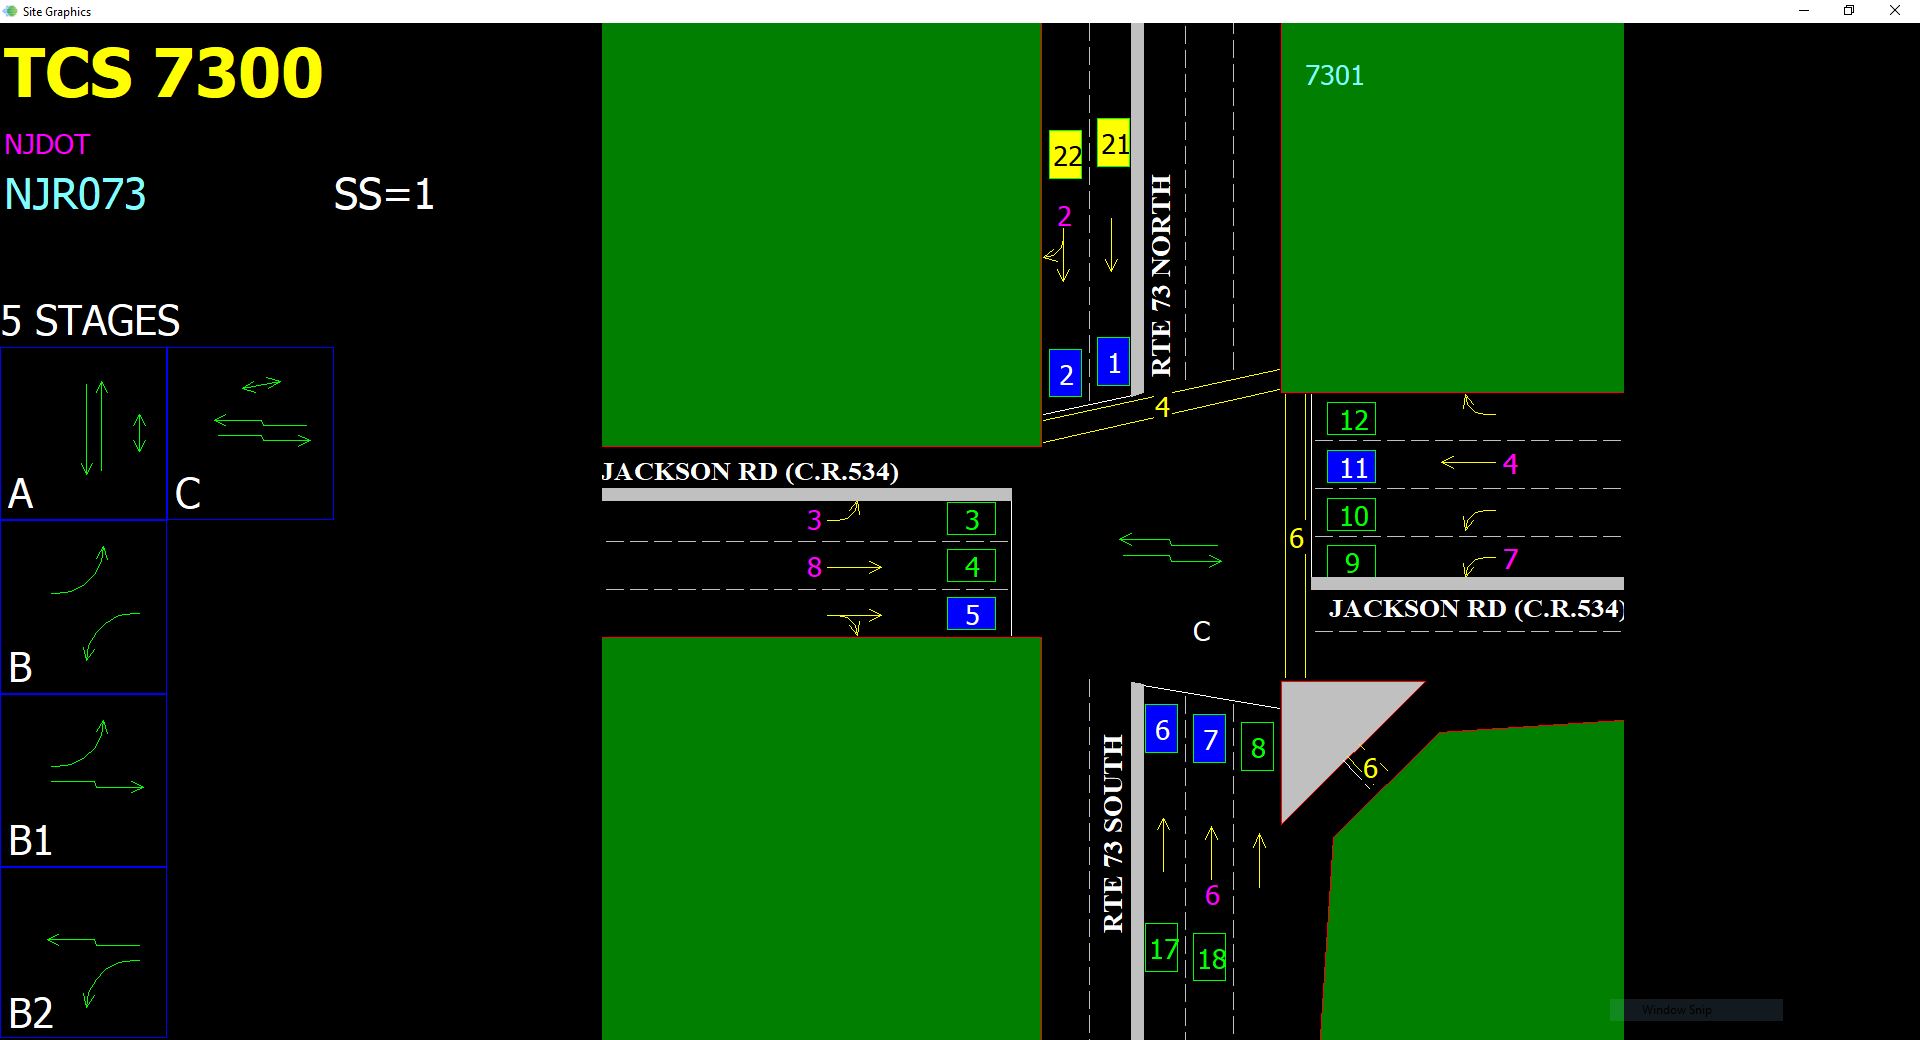 Site Graphics
TCS 7300
NJDOT
NJR073
SS=1
5 STAGES
A
C
B
B1
B2
7301
22
21
2
RTE 73 NORTH
2
1
4
JACKSON RD (C.R.534)
3
3
8
4
5
12
11
4
10
6
9
7
JACKSON RD (C.R.534)
C
6
7
8
6
RTE 73 SOUTH
6
17
18
Window Snip